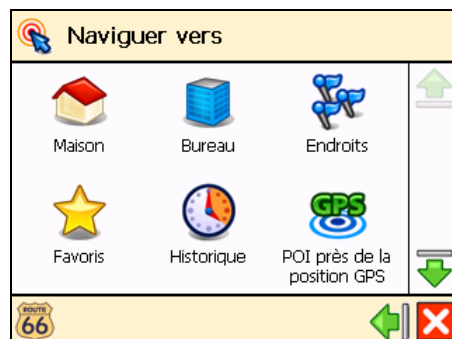 Naviguer vers
Maison
Bureau
Endroits
Favoris
Historique
GPS
POI près de la
position GPS
ROUTE
66